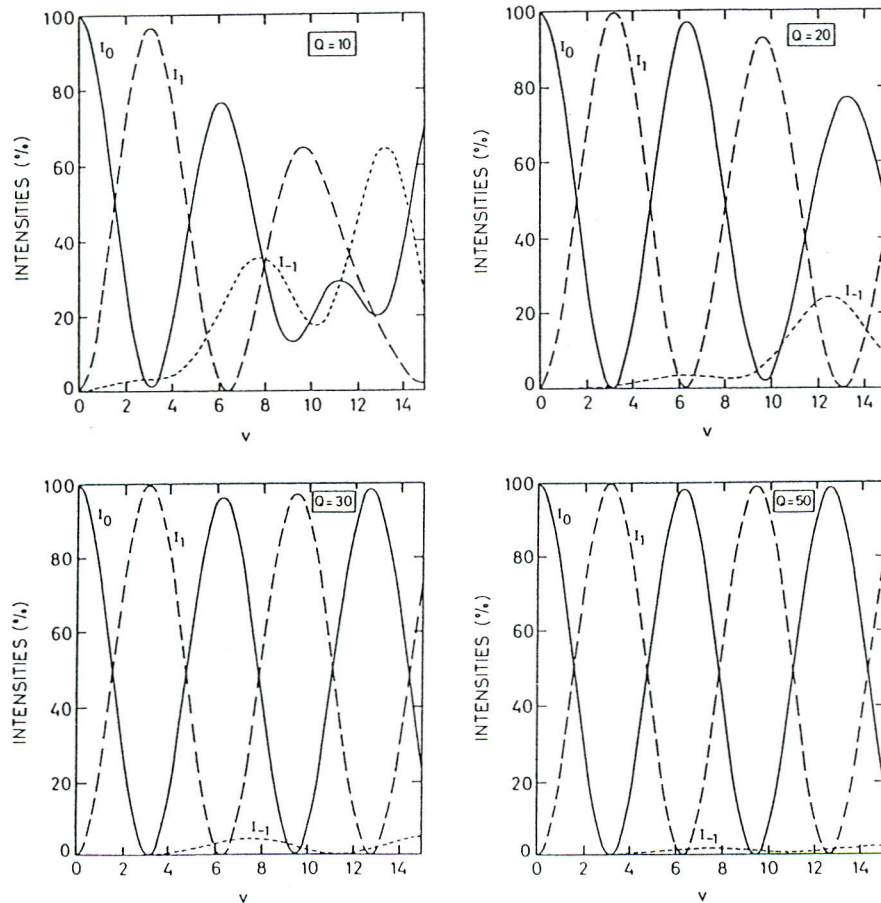 100
80
60
40
20
0
INTENSITIES (%)
I0
I1
I-1
Q = 10
0 2 4 6 8 10 12 14
v
100
80
60
40
20
0
INTENSITIES (%)
I0
I1
I-1
Q = 20
0 2 4 6 8 10 12 14
v
100
80
60
40
20
0
INTENSITIES (%)
I0
I1
I-1
Q = 30
0 2 4 6 8 10 12 14
v
100
80
60
40
20
0
INTENSITIES (%)
I0
I1
I-1
Q = 50
0 2 4 6 8 10 12 14
v